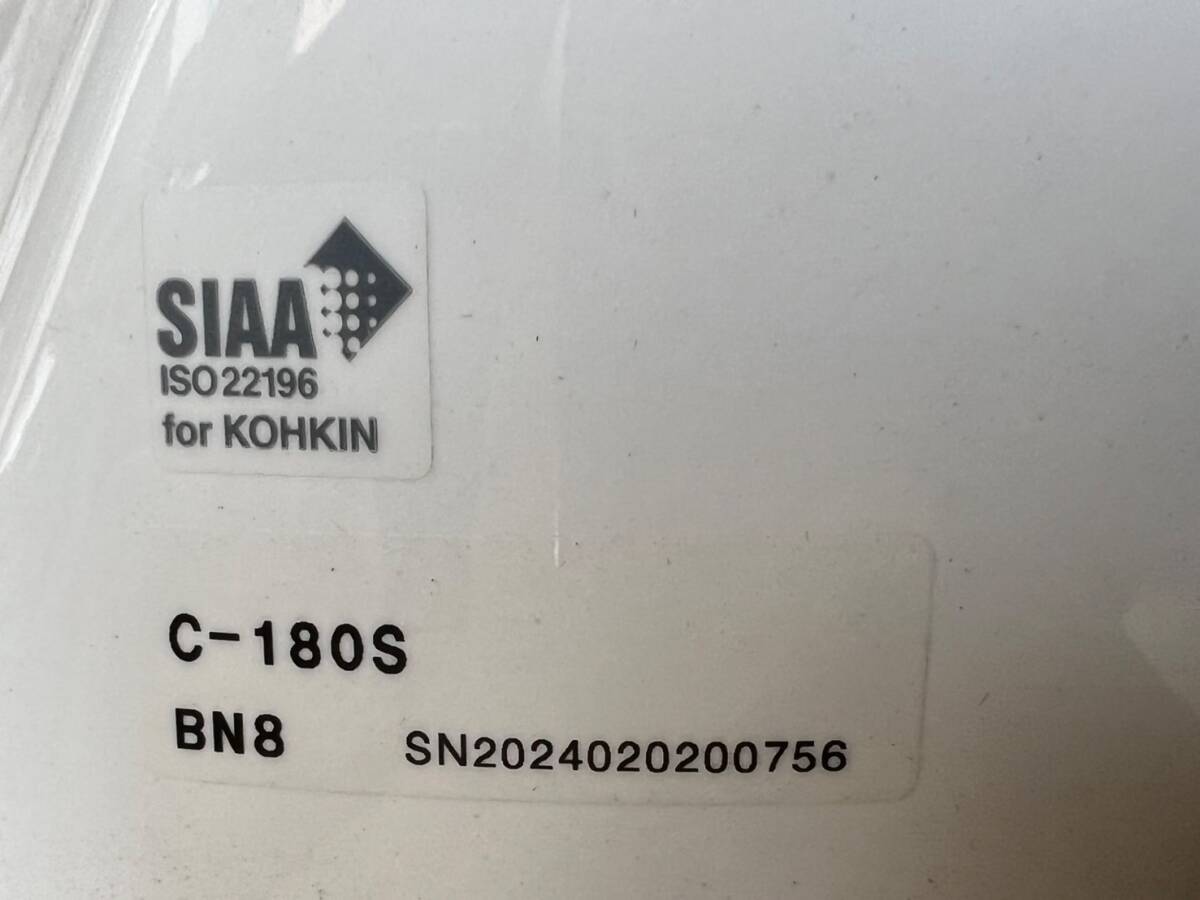 SIAA
ISO 22196
for KOHKIN
C-180S
BN8 SN2024020200756